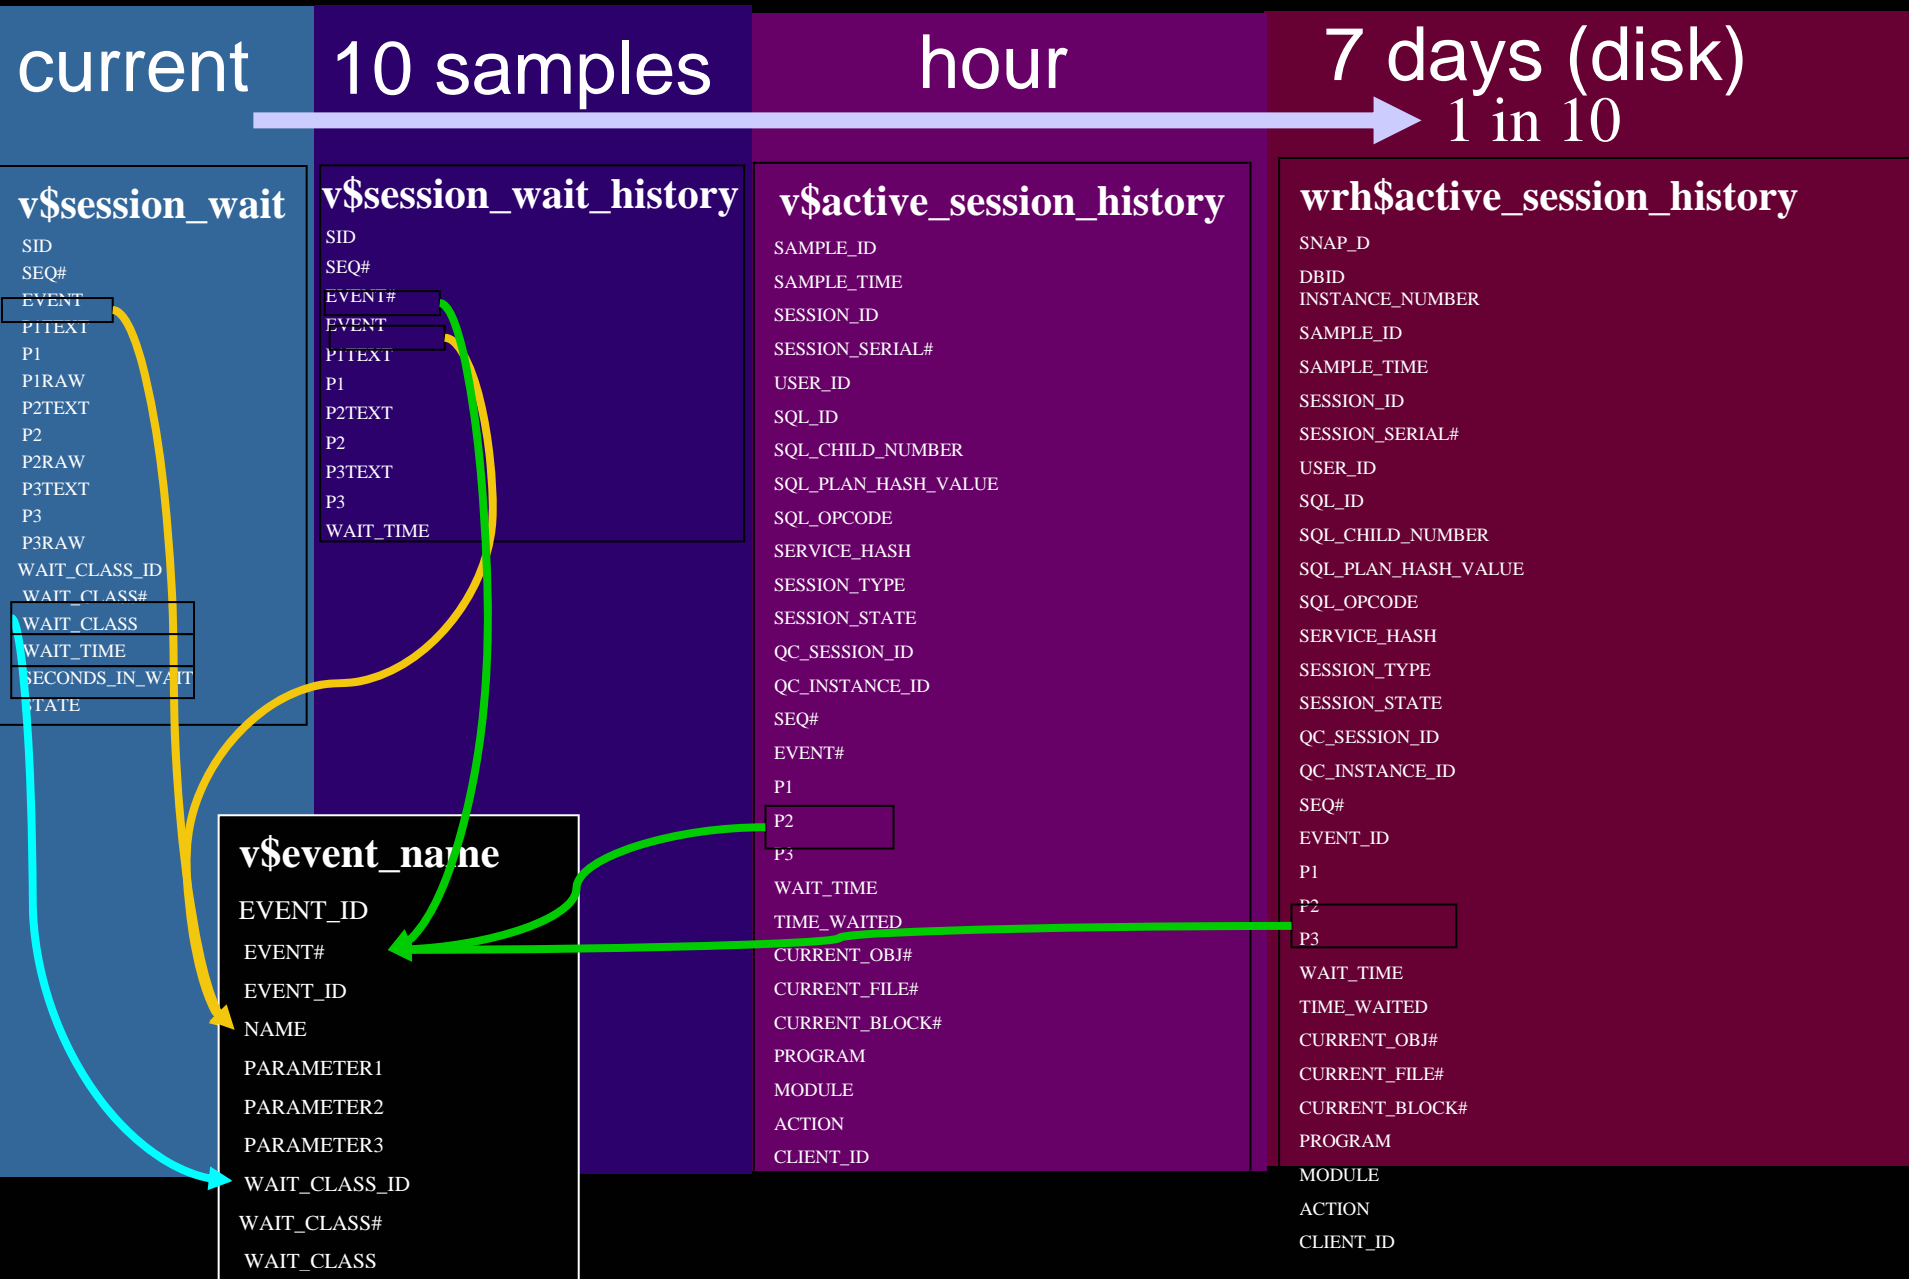 current
10 samples
hour
7 days (disk)
1 in 10
v$session_wait
SID
SEQ#
EVENT
P1TEXT
P1
P1RAW
P2TEXT
P2
P2RAW
P3TEXT
P3
P3RAW
WAIT_CLASS_ID
WAIT_CLASS#
WAIT_CLASS
WAIT_TIME
SECONDS_IN_WAIT
STATE
v$session_wait_history
SID
SEQ#
EVENT#
EVENT
P1TEXT
P1
P2TEXT
P2
P3TEXT
P3
WAIT_TIME
v$event_name
EVENT_ID
EVENT#
EVENT_ID
NAME
PARAMETER1
PARAMETER2
PARAMETER3
WAIT_CLASS_ID
WAIT_CLASS#
WAIT_CLASS
v$active_session_history
SAMPLE_ID
SAMPLE_TIME
SESSION_ID
SESSION_SERIAL#
USER_ID
SQL_ID
SQL_CHILD_NUMBER
SQL_PLAN_HASH_VALUE
SQL_OPCODE
SERVICE_HASH
SESSION_TYPE
SESSION_STATE
QC_SESSION_ID
QC_INSTANCE_ID
SEQ#
EVENT#
P1
P2
P3
WAIT_TIME
TIME_WAITED
CURRENT_OBJ#
CURRENT_FILE#
CURRENT_BLOCK#
PROGRAM
MODULE
ACTION
CLIENT_ID
wrh$active_session_history
SNAP_D
DBID
INSTANCE_NUMBER
SAMPLE_ID
SAMPLE_TIME
SESSION_ID
SESSION_SERIAL#
USER_ID
SQL_ID
SQL_CHILD_NUMBER
SQL_PLAN_HASH_VALUE
SQL_OPCODE
SERVICE_HASH
SESSION_TYPE
SESSION_STATE
QC_SESSION_ID
QC_INSTANCE_ID
SEQ#
EVENT_ID
P1
P2
P3
WAIT_TIME
TIME_WAITED
CURRENT_OBJ#
CURRENT_FILE#
CURRENT_BLOCK#
PROGRAM
MODULE
ACTION
CLIENT_ID